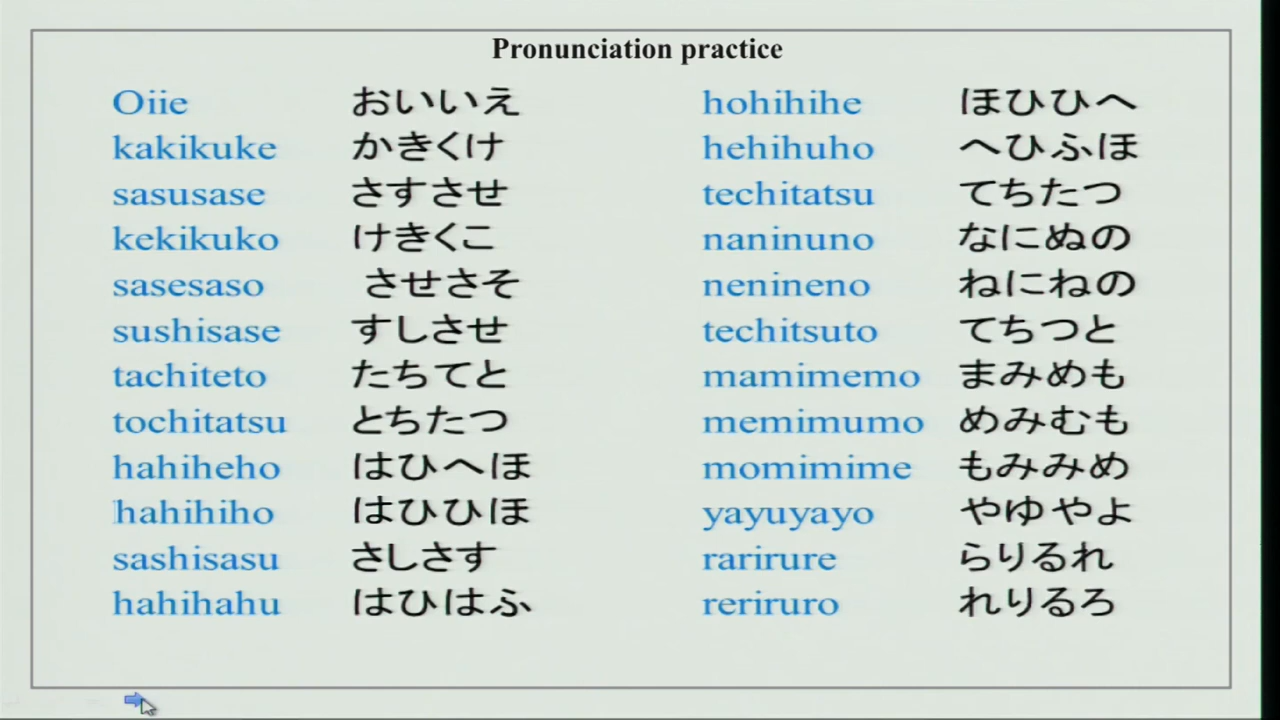 Pronunciation practice
Oiie おいいえ
kakikuke かきくけ
sasusase さすさせ
kekikuko けきくこ
sasesaso させさそ
sushisase すしさせ
tachiteto たちてと
tochitatsu とちたつ
hahiheho はひへほ
hahihiho はひひほ
sashisasu さしさす
hahihahu はひはふ
hohihihe ほひひへ
hehihuho へひふほ
techitatsu てちたつ
naninuno なにぬの
nenineno ねにねの
techitsuto てちつと
mamimemo まみめも
memimumo めみむも
momimime もみみめ
yayuyayo やゆやよ
rarirure らりるれ
reriruro れりるろ